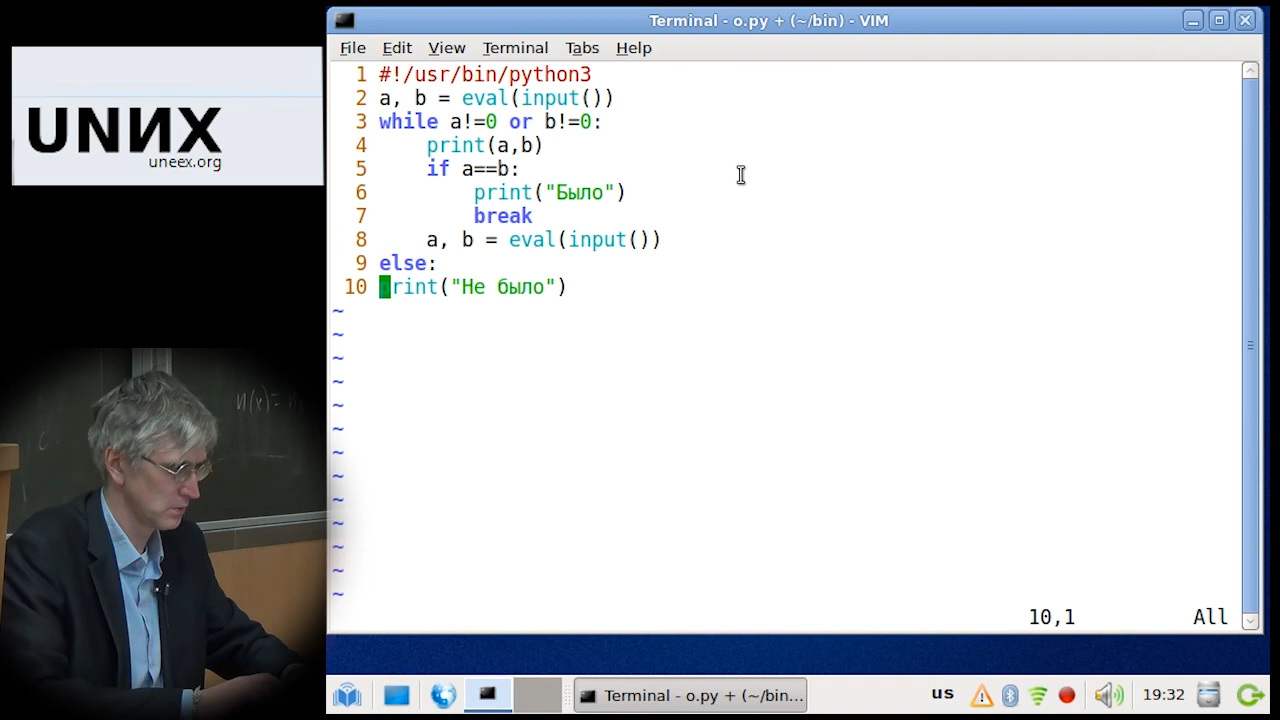 UNИX
uneex.org
Terminal - o.py + (~/bin) - VIM
File Edit View Terminal Tabs Help
1 #!/usr/bin/python3
2 a, b = eval(input())
3 while a!=0 or b!=0:
4 print(a,b)
5 if a==b:
6 print("Было")
7 break
8 a, b = eval(input())
9 else:
10 print("Не было")
~
~
~
~
~
~
~
~
~
~
~
~
~
10,1 All
Terminal - o.py + (~/bin...
us
19:32